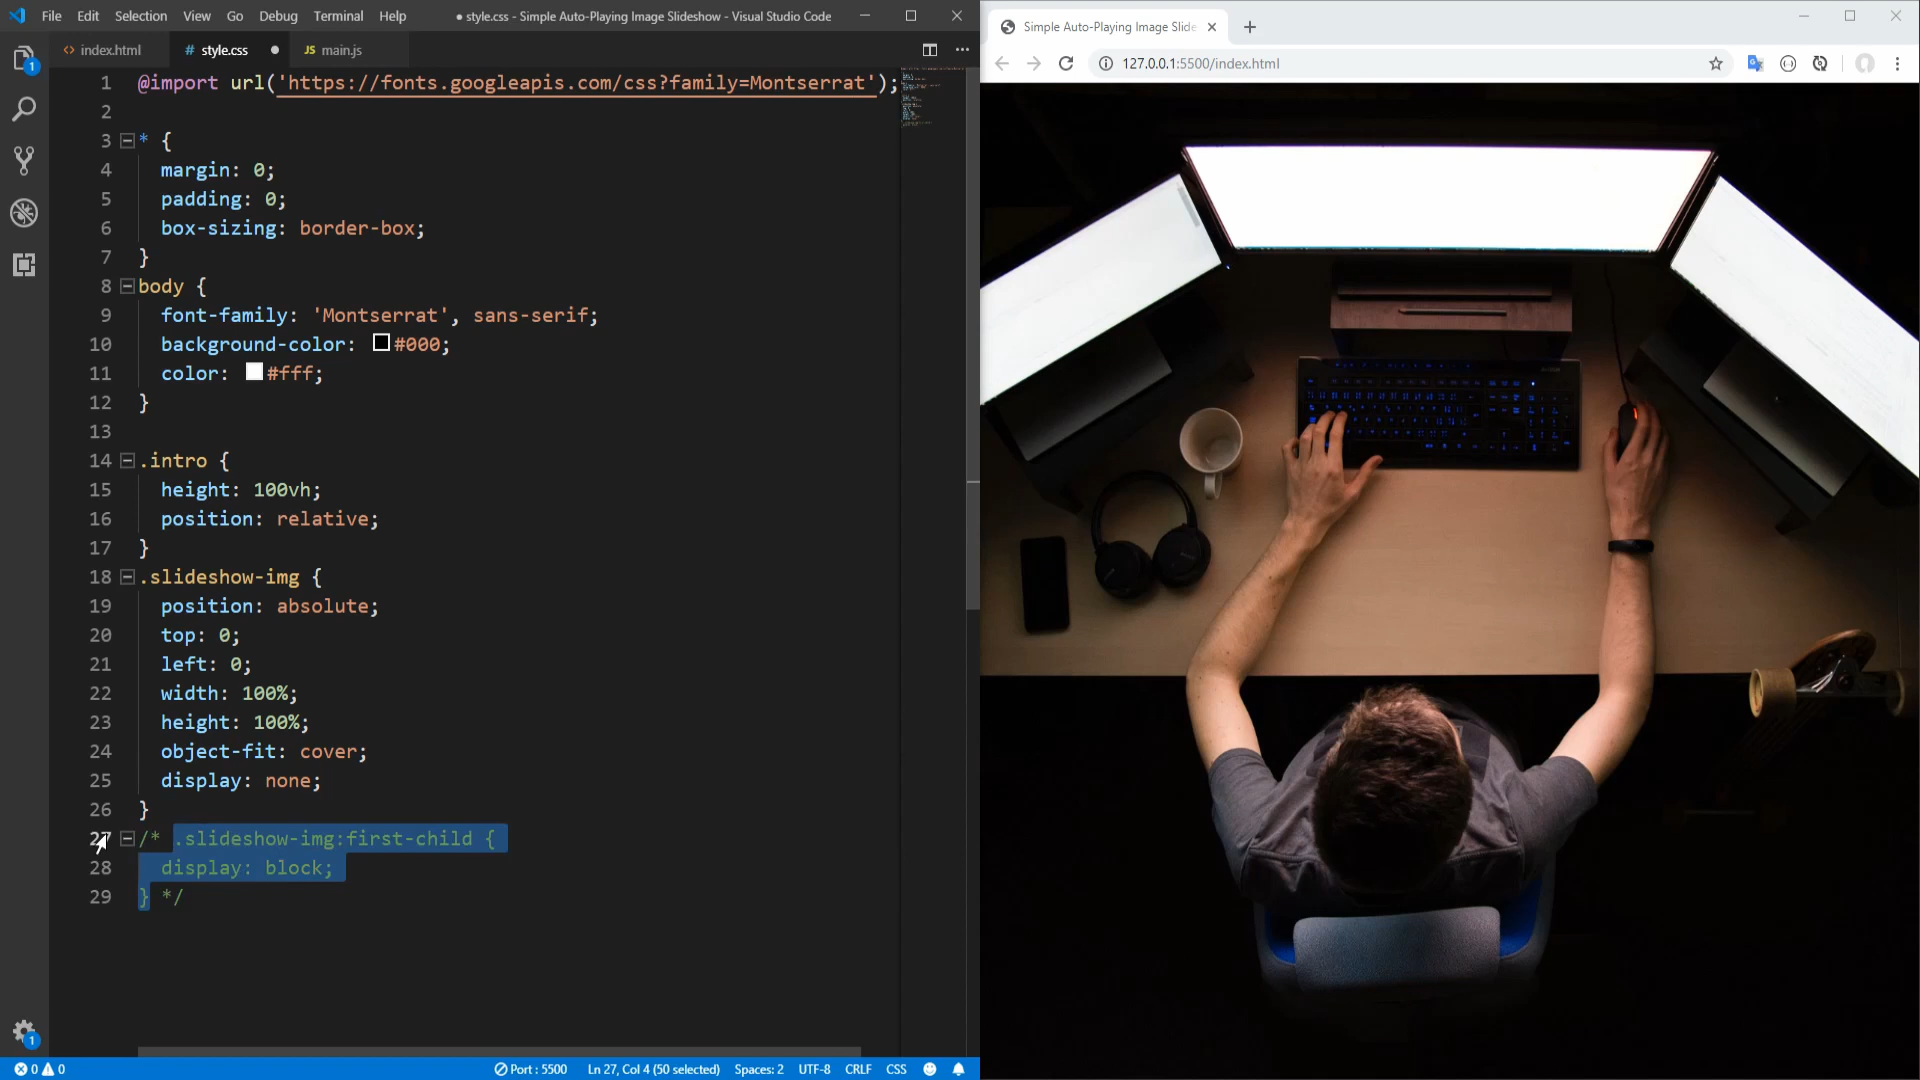 File Edit Selection View Go Debug Terminal Help ● style.css - Simple Auto-Playing Image Slideshow - Visual Studio Code
<> index.html # style.css ● JS main.js
1 @import url('https://fonts.googleapis.com/css?family=Montserrat');
2
3 * {
4 margin: 0;
5 padding: 0;
6 box-sizing: border-box;
7 }
8 body {
9 font-family: 'Montserrat', sans-serif;
10 background-color: #000;
11 color: #fff;
12 }
13
14 .intro {
15 height: 100vh;
16 position: relative;
17 }
18 .slideshow-img {
19 position: absolute;
20 top: 0;
21 left: 0;
22 width: 100%;
23 height: 100%;
24 object-fit: cover;
25 display: none;
26 }
27 /* .slideshow-img:first-child {
28 display: block;
29 } */
1
1
0 0 Port : 5500 Ln 27, Col 4 (50 selected) Spaces: 2 UTF-8 CRLF CSS
Simple Auto-Playing Image Slide
127.0.0.1:5500/index.html